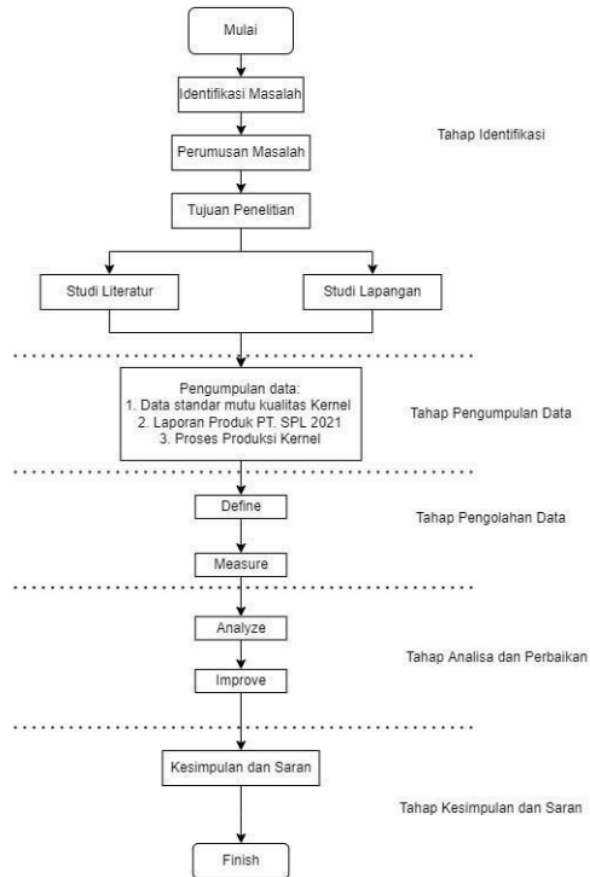 Mulai
Identifikasi Masalah
Perumusan Masalah
Tahap Identifikasi
Tujuan Penelitian
Studi Literatur
Studi Lapangan
Pengumpulan data:
1. Data standar mutu kualitas Kernel
2. Laporan Produk PT. SPL 2021
3. Proses Produksi Kernel
Tahap Pengumpulan Data
Define
Tahap Pengolahan Data
Measure
Analyze
Tahap Analisa dan Perbaikan
Improve
Kesimpulan dan Saran
Tahap Kesimpulan dan Saran
Finish